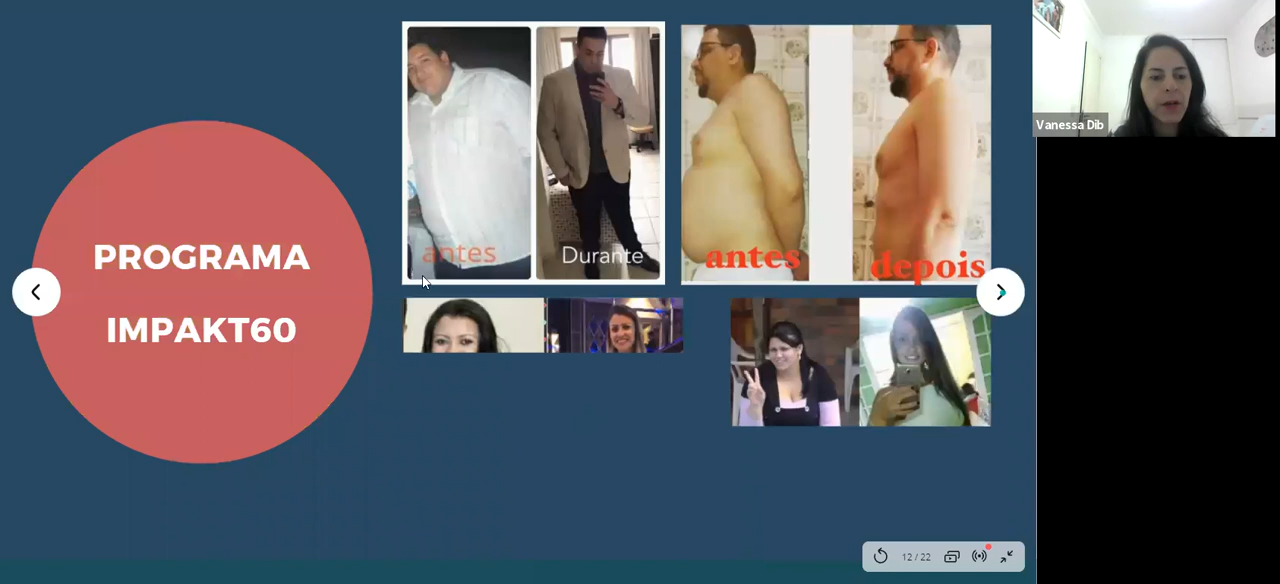 PROGRAMA
IMPAKT60
antes
Durante
antes
depois
Vanessa Dib
12 / 22